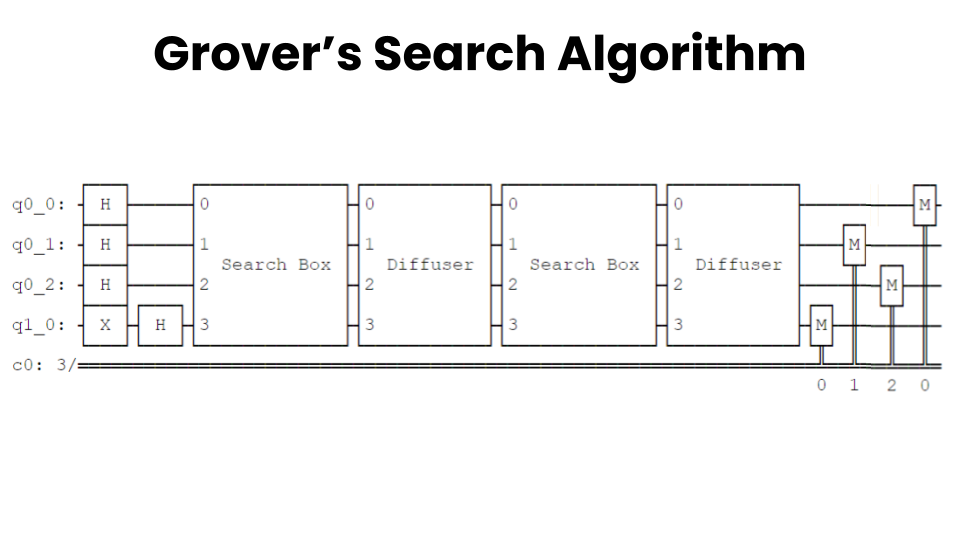 Grover’s Search Algorithm
q0_0: H 0 0 0 0 M
q0_1: H 1 1 1 1 M
Search Box Diffuser Search Box Diffuser
q0_2: H 2 2 2 2 M
q1_0: X H 3 3 3 3 M
c0: 3/
0 1 2 0